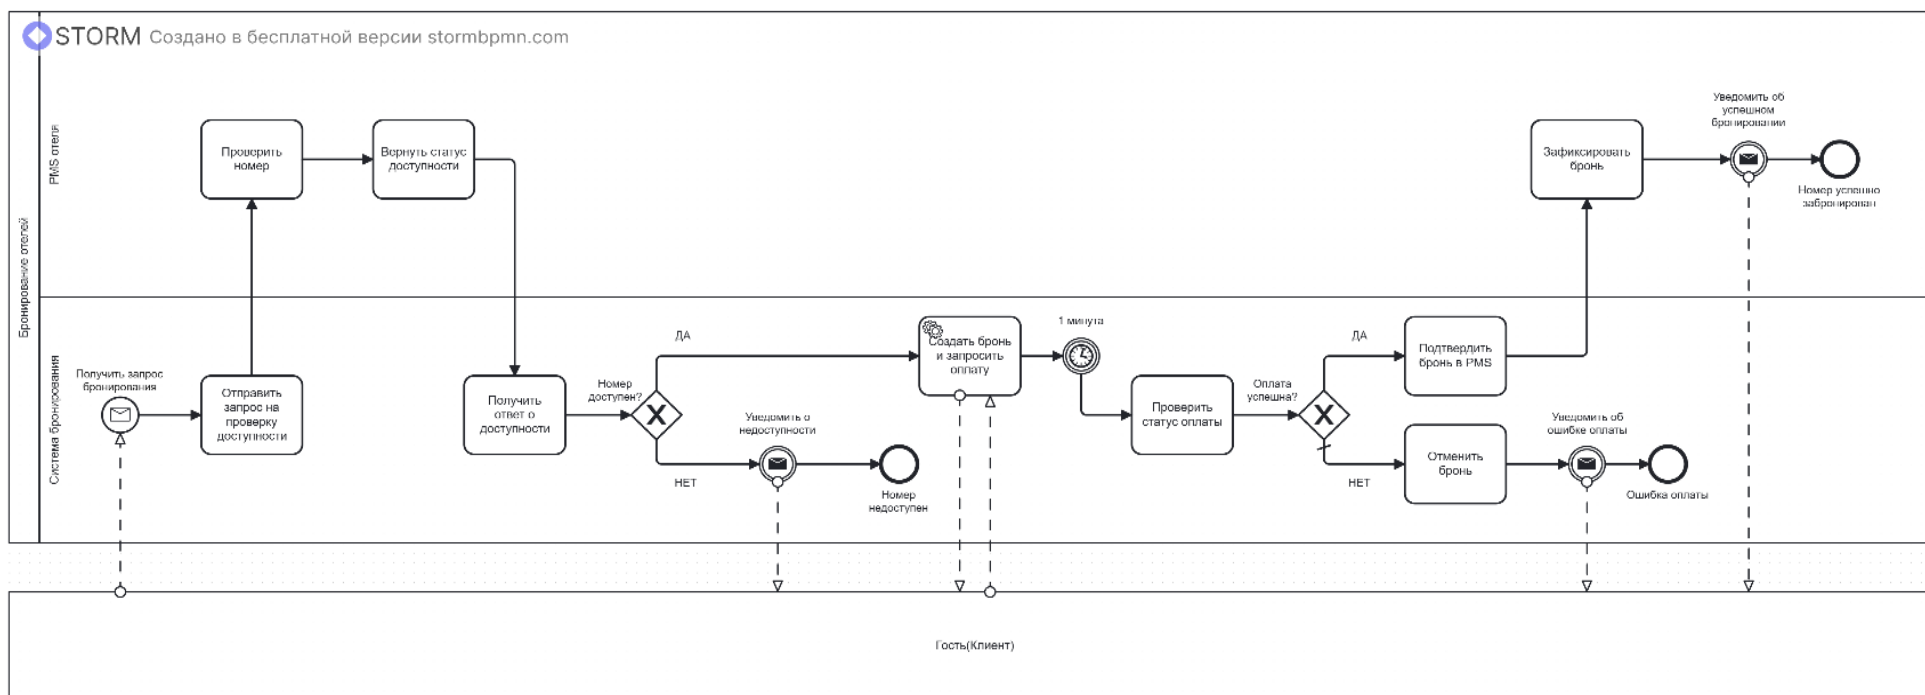 STORM Создано в бесплатной версии stormbpmn.com
Бронирование отелей
PMS отеля
Проверить
номер
Вернуть статус
доступности
Зафиксировать
бронь
Уведомить об
успешном
бронировании
Номер успешно
забронирован
Система бронирования
Получить запрос
бронирования
Отправить
запрос на
проверку
доступности
Получить
ответ о
доступности
Номер
доступен?
ДА
НЕТ
Уведомить о
недоступности
Номер
недоступен
Создать бронь
и запросить
оплату
1 минута
Проверить
статус оплаты
Оплата
успешна?
ДА
НЕТ
Подтвердить
бронь в PMS
Отменить
бронь
Уведомить об
ошибке оплаты
Ошибка оплаты
Гость(Клиент)